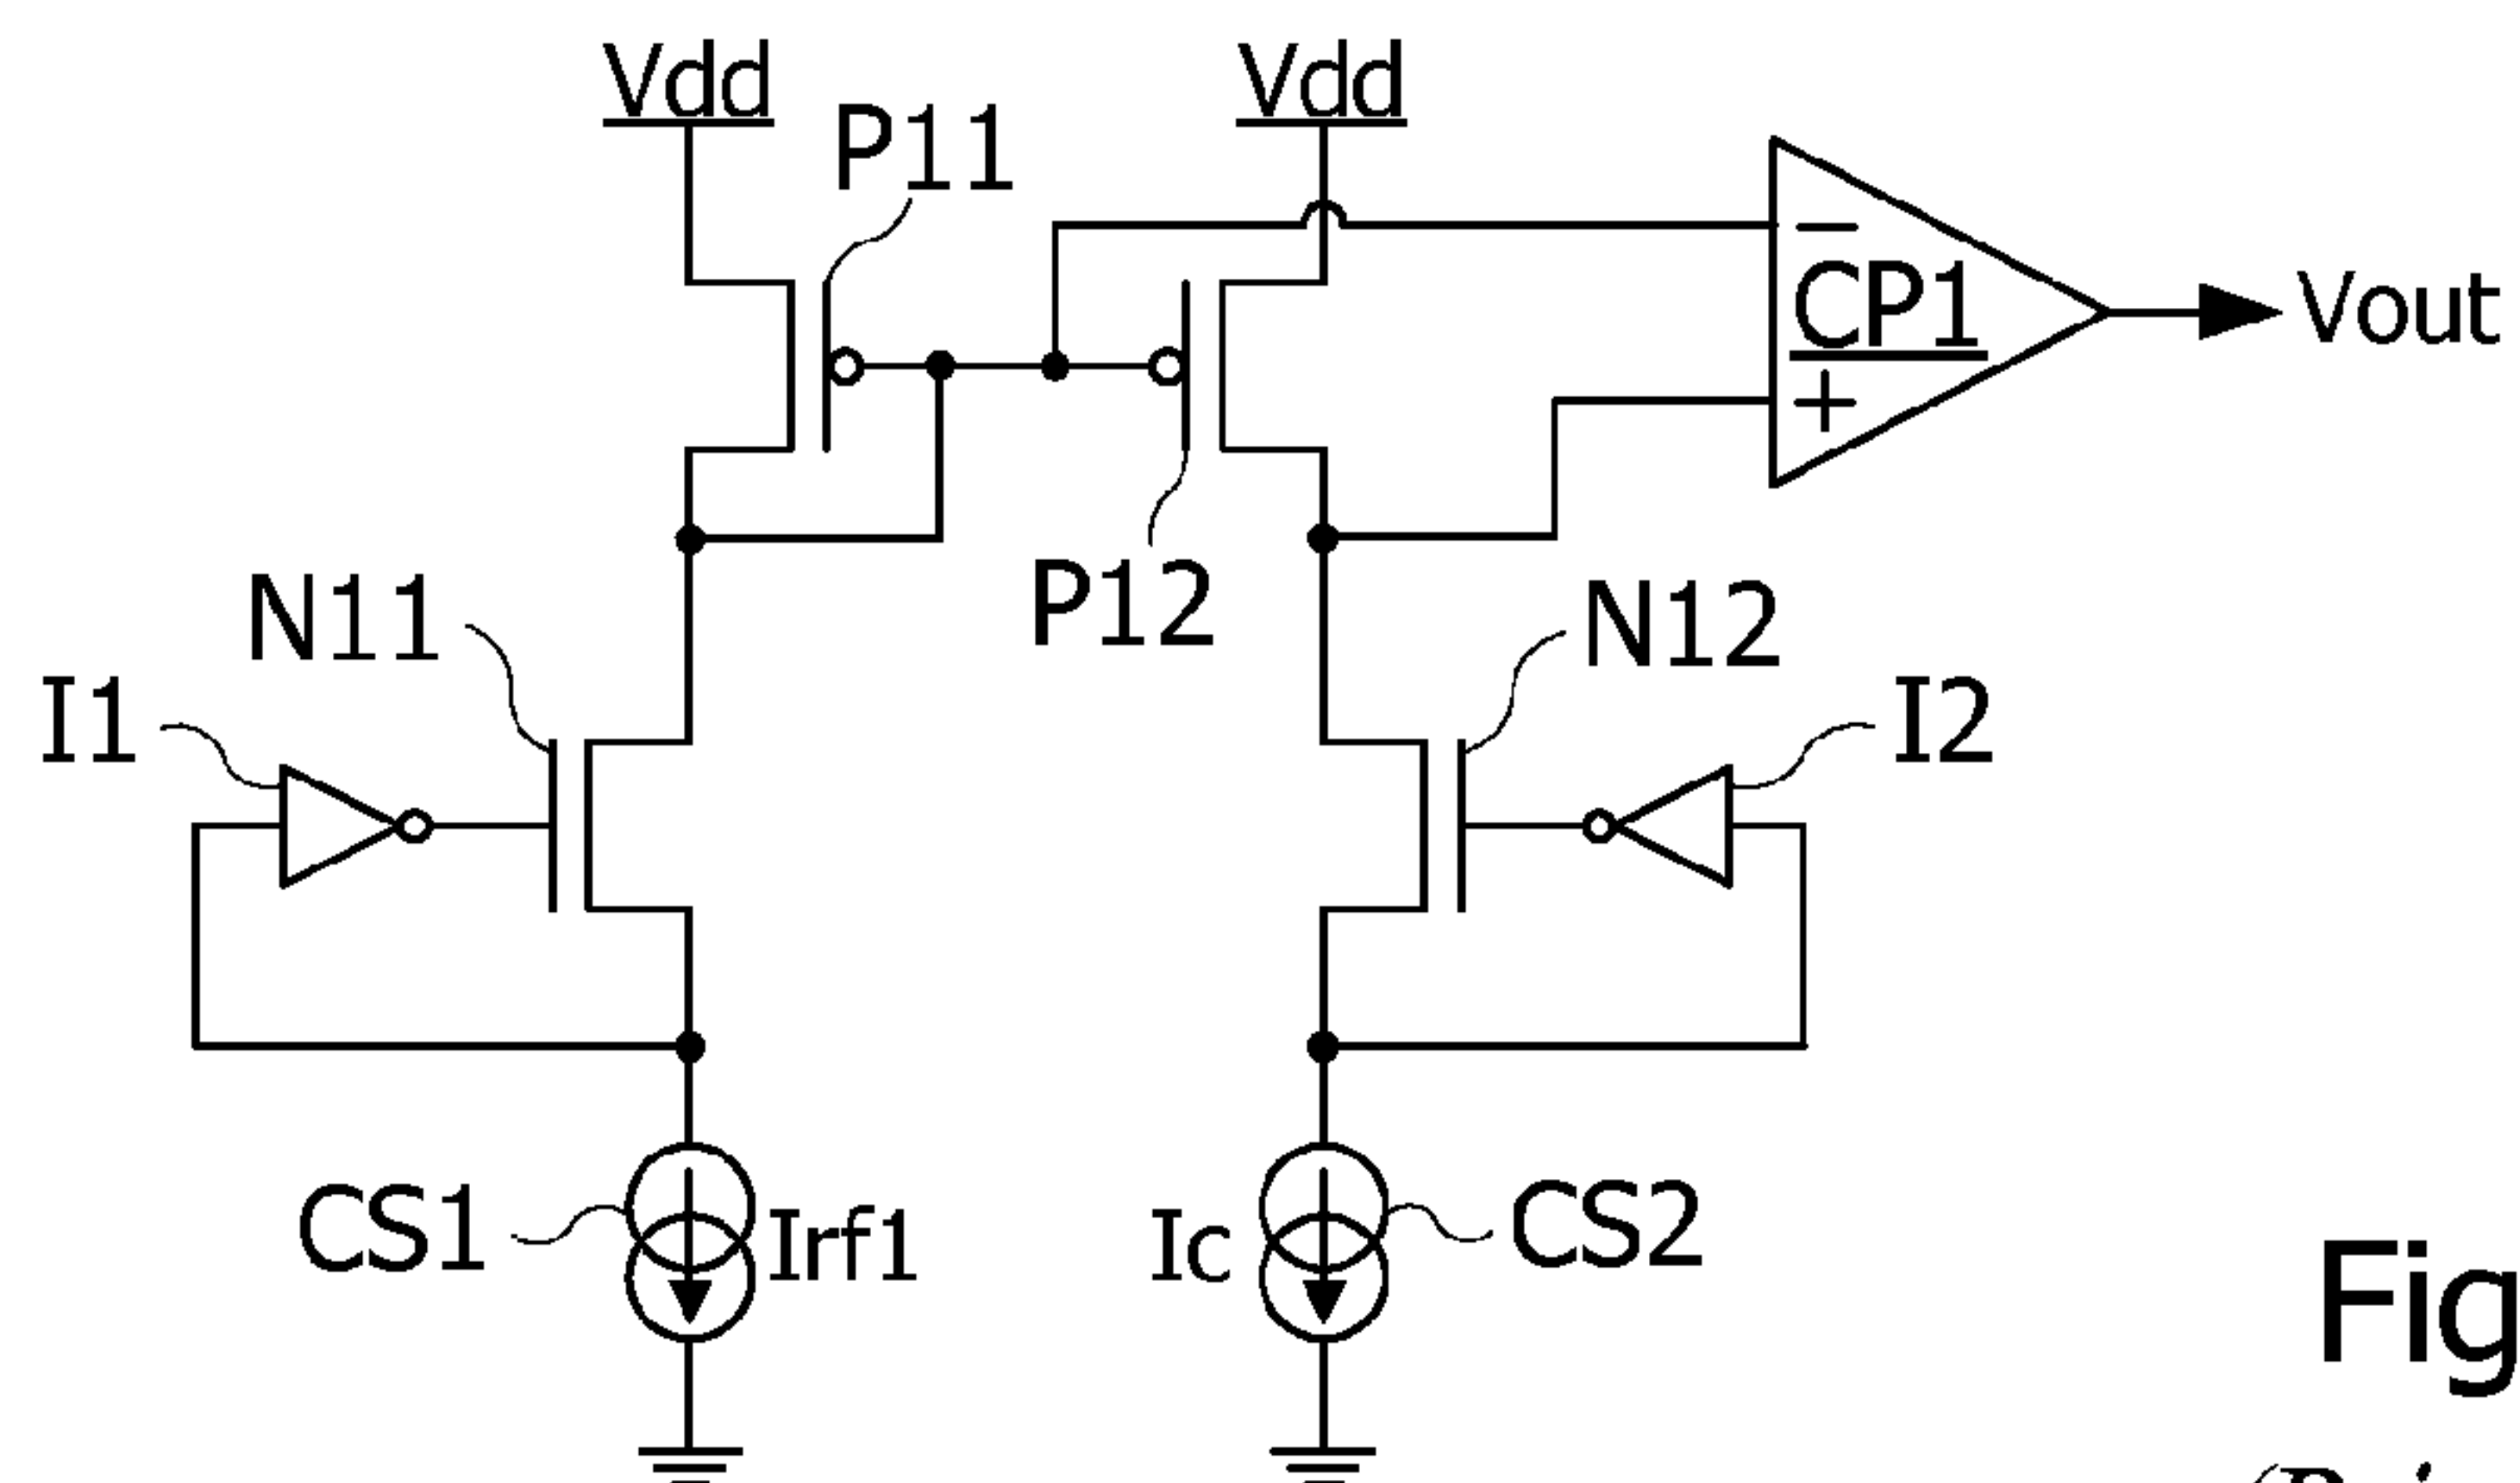 Vdd
Vdd
P11
CP1
Vout
P12
N11
N12
I1
I2
CS1
Irf1
Ic
CS2
Fig